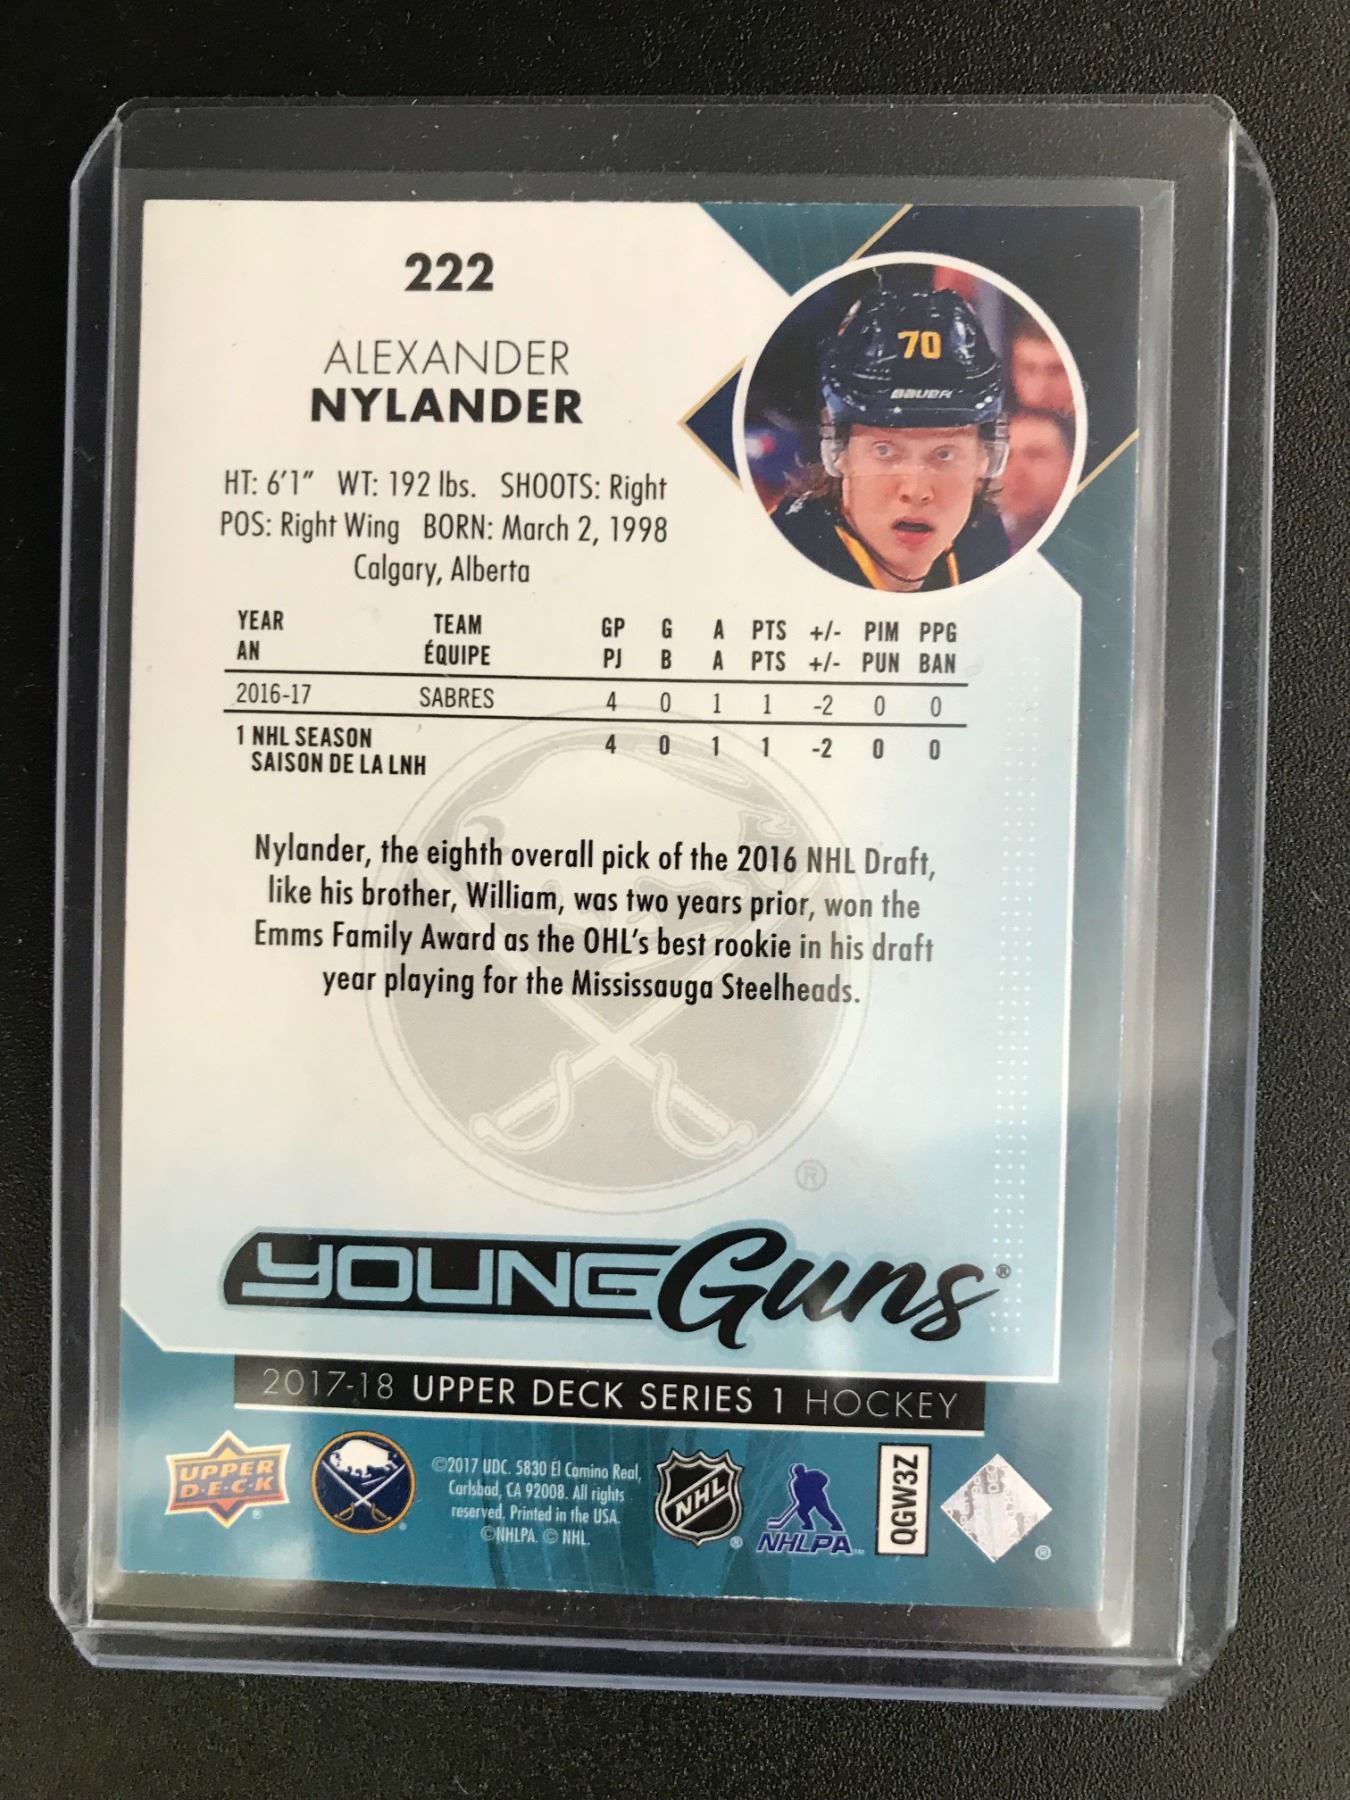 222
70
BAUER
ALEXANDER
NYLANDER
HT: 6'1" WT: 192 lbs. SHOOTS: Right
POS: Right Wing BORN: March 2, 1998
Calgary, Alberta
YEAR TEAM GP G A PTS +/- PIM PPG
AN ÉQUIPE PJ B A PTS +/- PUN BAN
2016-17 SABRES 4 0 1 1 -2 0 0
1 NHL SEASON 4 0 1 1 -2 0 0
SAISON DE LA LNH
Nylander, the eighth overall pick of the 2016 NHL Draft,
like his brother, William, was two years prior, won the
Emms Family Award as the OHL's best rookie in his draft
year playing for the Mississauga Steelheads.
®
YOUNG Guns®
2017-18 UPPER DECK SERIES 1 HOCKEY
UPPER
D·E·C·K
®
©2017 UDC. 5830 El Camino Real,
Carlsbad, CA 92008. All rights
reserved. Printed in the USA.
©NHLPA. © NHL.
NHL
®
NHLPA™
QGW3Z
®